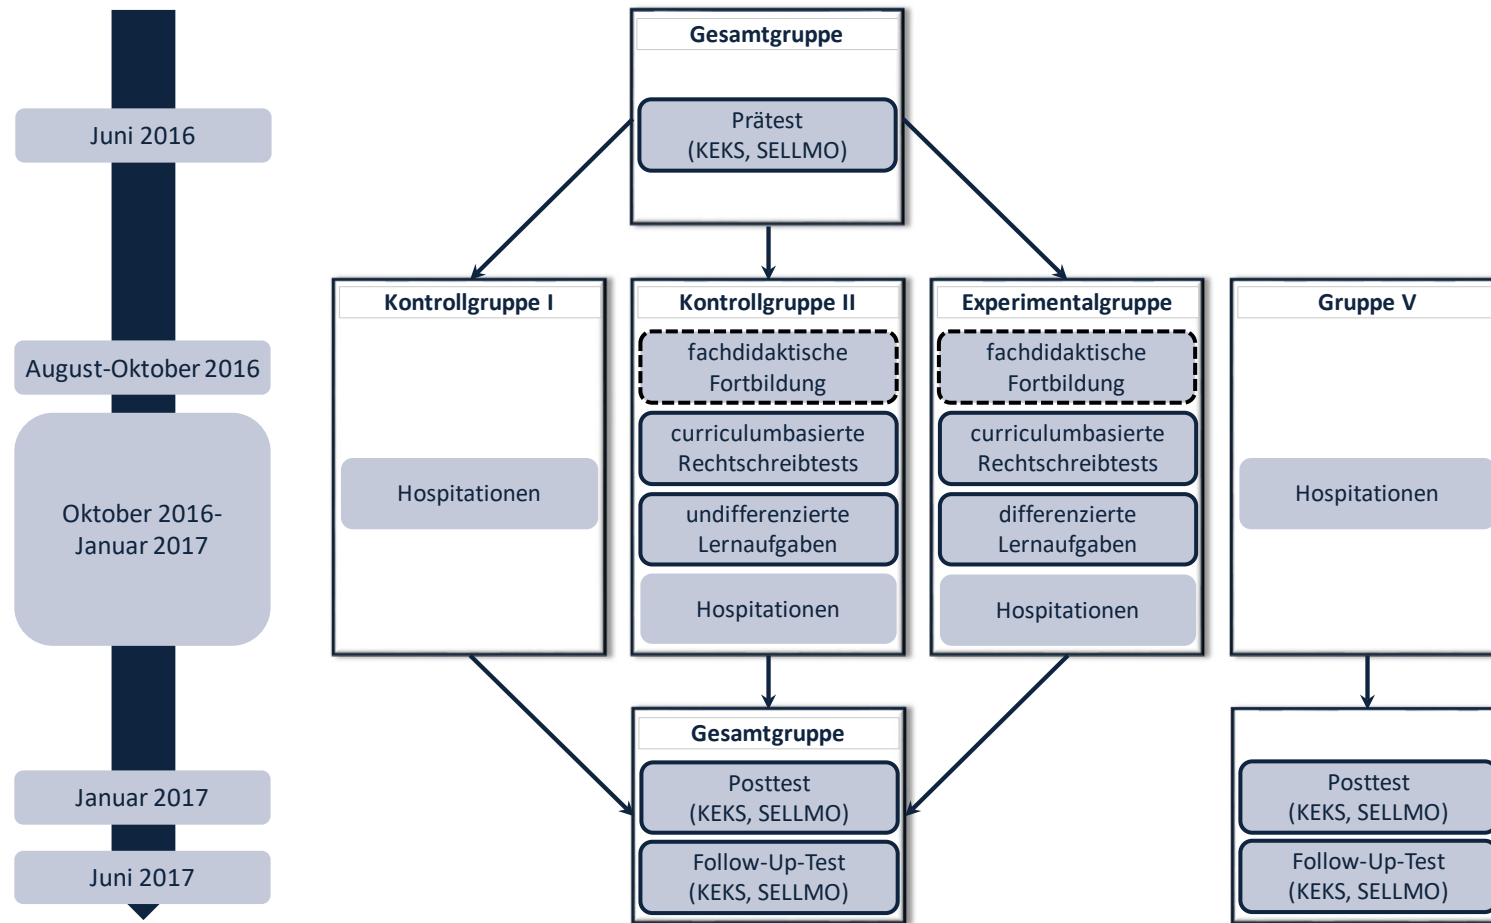 Gesamtgruppe
Prätest
(KEKS, SELLMO)
Juni 2016
August-Oktober 2016
Oktober 2016-
Januar 2017
Januar 2017
Juni 2017
Kontrollgruppe I
Hospitationen
Kontrollgruppe II
fachdidaktische
Fortbildung
curriculumbasierte
Rechtschreibtests
undifferenzierte
Lernaufgaben
Hospitationen
Experimentalgruppe
fachdidaktische
Fortbildung
curriculumbasierte
Rechtschreibtests
differenzierte
Lernaufgaben
Hospitationen
Gruppe V
Hospitationen
Gesamtgruppe
Posttest
(KEKS, SELLMO)
Follow-Up-Test
(KEKS, SELLMO)
Posttest
(KEKS, SELLMO)
Follow-Up-Test
(KEKS, SELLMO)